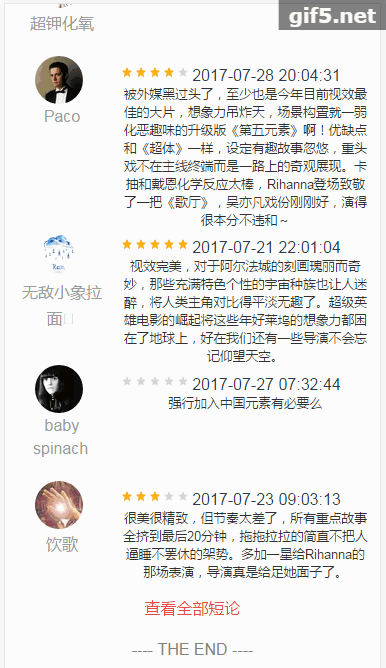 gif5.net
超钾化氧
2017-07-28 20:04:31
Paco
被外媒黑过头了，至少也是今年目前视效最
佳的大片，想象力吊炸天，场景构置就一弱
化恶趣味的升级版《第五元素》啊！优缺点
和《超体》一样，设定有趣故事忽悠，重头
戏不在主线终端而是一路上的奇观展现。卡
抽和戴恩化学反应太棒，Rihanna登场致敬
了一把《歌厅》，吴亦凡戏份刚刚好，演得
很本分不违和～
2017-07-21 22:01:04
无敌小象拉
面
视效完美，对于阿尔法城的刻画瑰丽而奇
妙，那些充满特色个性的宇宙种族也让人迷
醉，将人类主角对比得平淡无趣了。超级英
雄电影的崛起将这些年好莱坞的想象力都困
在了地球上，好在我们还有一些导演不会忘
记仰望天空。
2017-07-27 07:32:44
baby
spinach
强行加入中国元素有必要么
2017-07-23 09:03:13
饮歌
很美很精致，但节奏太差了，所有重点故事
全挤到最后20分钟，拖拖拉拉的简直不把人
逼睡不罢休的架势。多加一星给Rihanna的
那场表演，导演真是给足她面子了。
查看全部短论
---- THE END ----